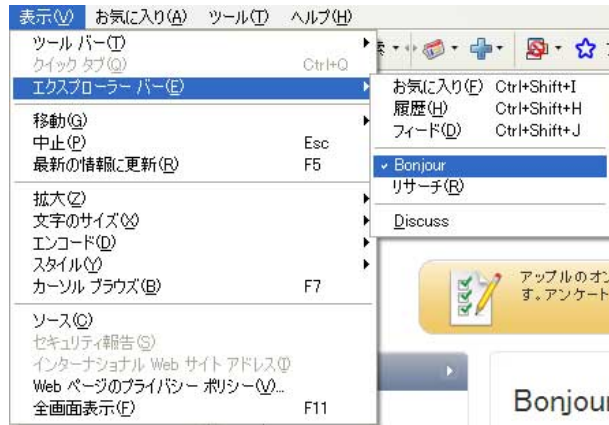 表示(V) お気に入り(A) ツール(T) ヘルプ(H)
ツール バー(T)
クイック タブ(Q) Ctrl+Q
エクスプローラー バー(E)
移動(G)
中止(P) Esc
最新の情報に更新(R) F5
拡大(Z)
文字のサイズ(X)
エンコード(D)
スタイル(Y)
カーソル ブラウズ(B) F7
ソース(C)
セキュリティ報告(S)
インターナショナル Web サイト アドレス(I)
Web ページのプライバシー ポリシー(V)...
全画面表示(F) F11
お気に入り(F) Ctrl+Shift+I
履歴(H) Ctrl+Shift+H
フィード(D) Ctrl+Shift+J
Bonjour
リサーチ(R)
Discuss
アップルのオン
す。アンケート
Bonjour